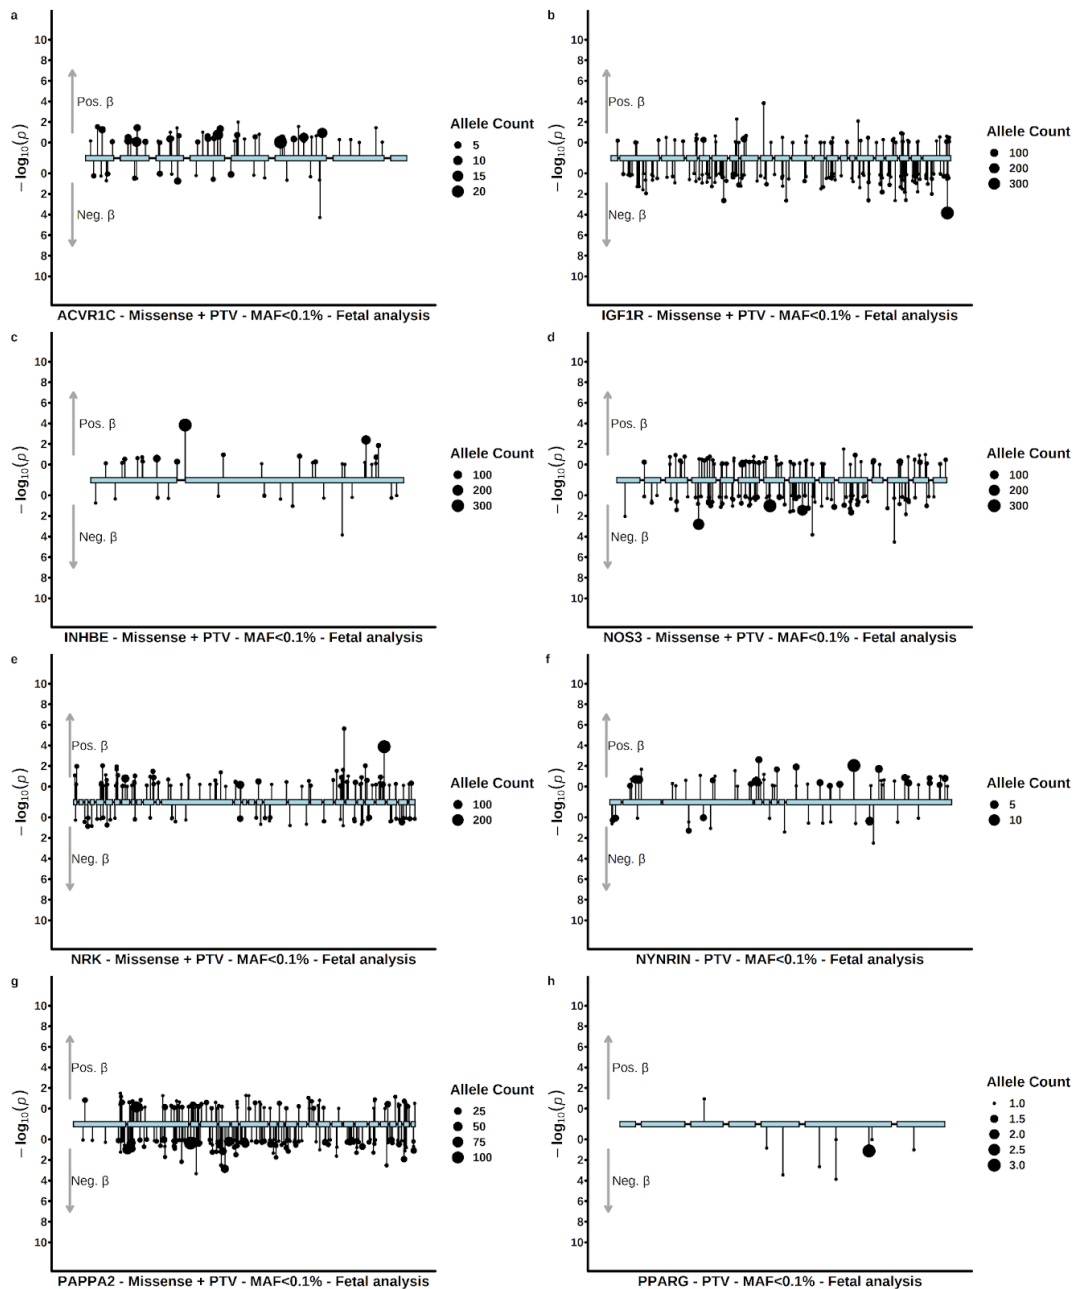 a
10
8
6
4
2
0
0
2
4
6
8
10
− log10(p)
Pos. β
Neg. β
Allele Count
5
10
15
20
ACVR1C - Missense + PTV - MAF<0.1% - Fetal analysis
b
10
8
6
4
2
0
0
2
4
6
8
10
− log10(p)
Pos. β
Neg. β
Allele Count
100
200
300
IGF1R - Missense + PTV - MAF<0.1% - Fetal analysis
c
10
8
6
4
2
0
0
2
4
6
8
10
− log10(p)
Pos. β
Neg. β
Allele Count
100
200
300
INHBE - Missense + PTV - MAF<0.1% - Fetal analysis
d
10
8
6
4
2
0
0
2
4
6
8
10
− log10(p)
Pos. β
Neg. β
Allele Count
100
200
300
NOS3 - Missense + PTV - MAF<0.1% - Fetal analysis
e
10
8
6
4
2
0
0
2
4
6
8
10
− log10(p)
Pos. β
Neg. β
Allele Count
100
200
NRK - Missense + PTV - MAF<0.1% - Fetal analysis
f
10
8
6
4
2
0
0
2
4
6
8
10
− log10(p)
Pos. β
Neg. β
Allele Count
5
10
NYNRIN - PTV - MAF<0.1% - Fetal analysis
g
10
8
6
4
2
0
0
2
4
6
8
10
− log10(p)
Pos. β
Neg. β
Allele Count
25
50
75
100
PAPPA2 - Missense + PTV - MAF<0.1% - Fetal analysis
h
10
8
6
4
2
0
0
2
4
6
8
10
− log10(p)
Pos. β
Neg. β
Allele Count
1.0
1.5
2.0
2.5
3.0
PPARG - PTV - MAF<0.1% - Fetal analysis